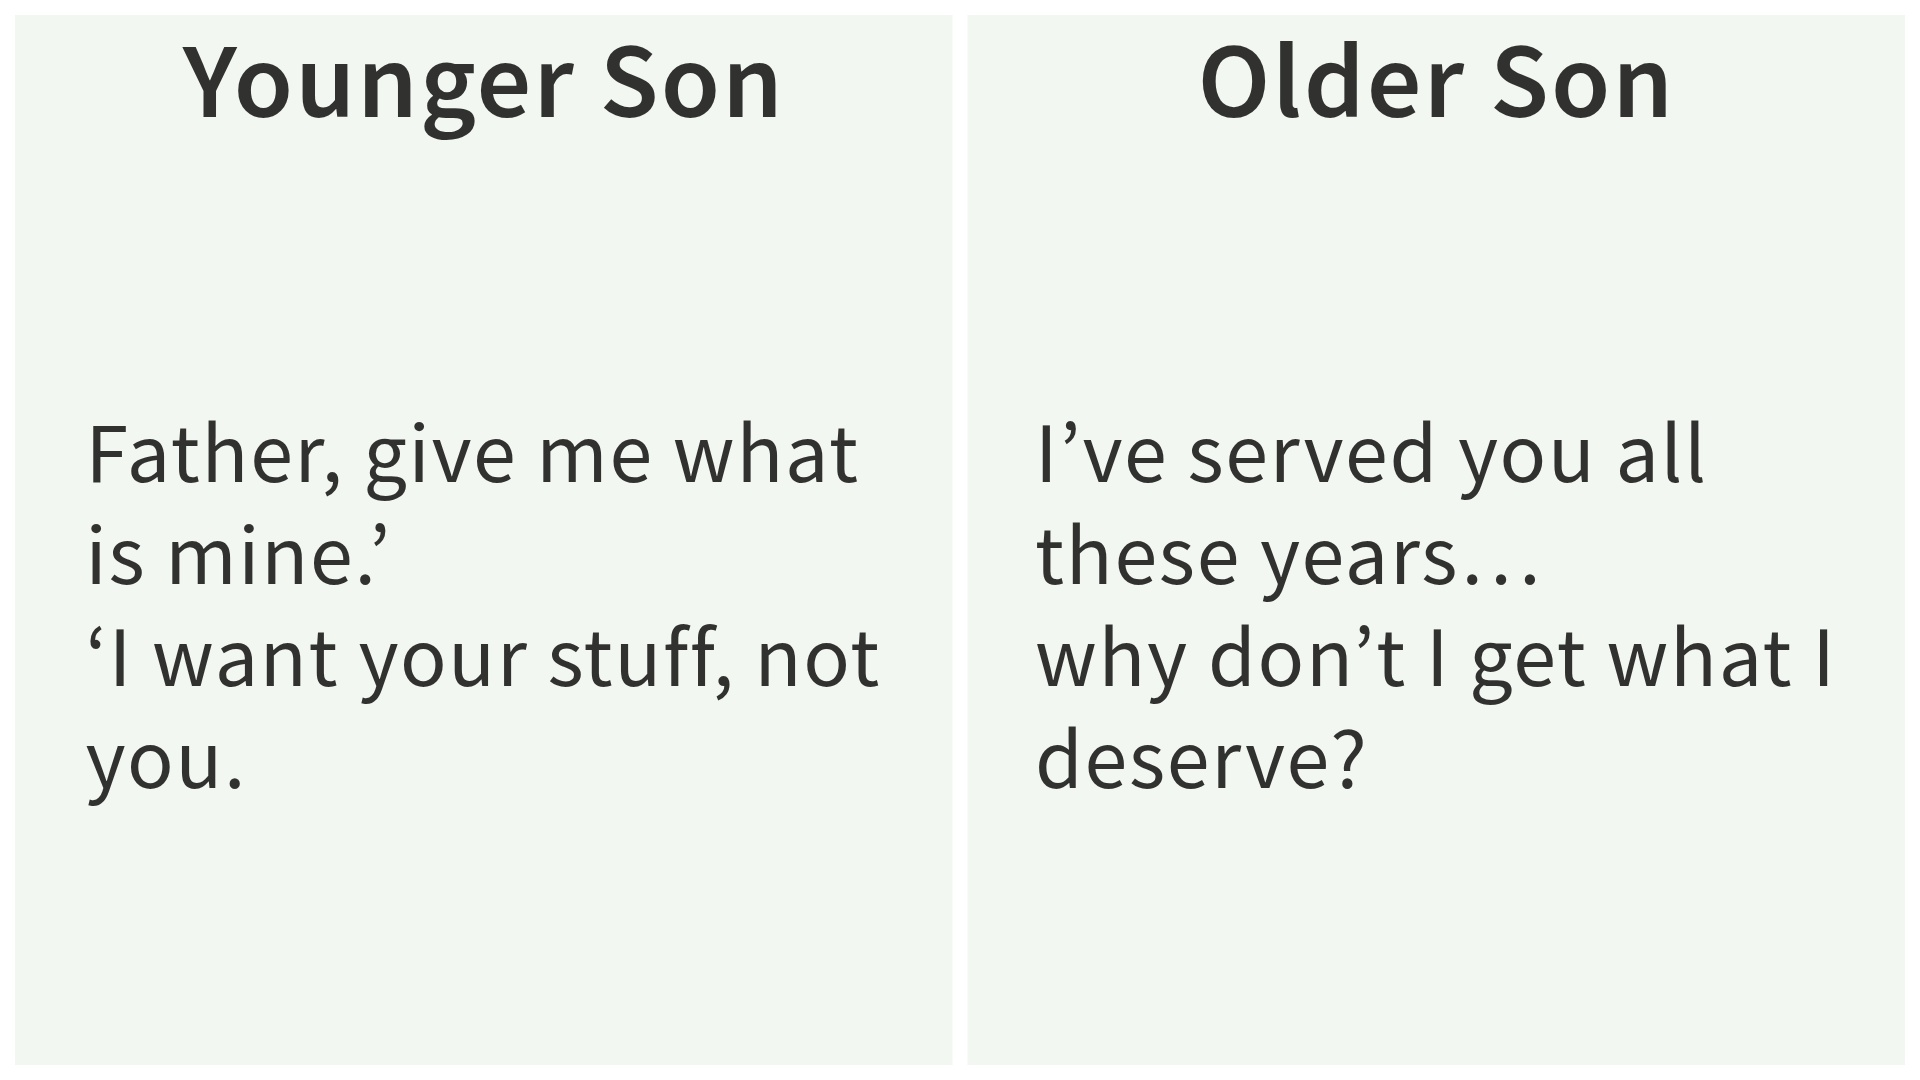 Younger Son
Father, give me what
is mine.’
‘I want your stuff, not
you.
Older Son
I’ve served you all
these years…
why don’t I get what I
deserve?